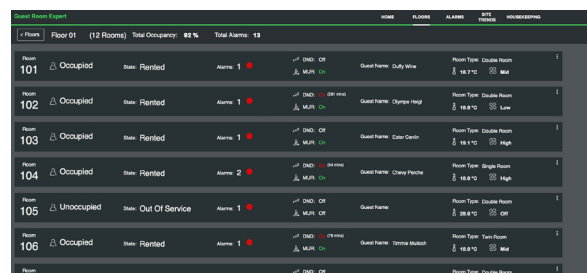 Guest Room Expert
HOME FLOORS ALARMS SITE TRENDS HOUSEKEEPING
< Floors Floor 01 (12 Rooms) Total Occupancy: 92 % Total Alarms: 13
Room 101 Occupied State: Rented Alarms: 1 DND: Off MUR: On Guest Name: Duffy Wine Room Type: Double Room 18.7°C Mid
Room 102 Occupied State: Rented Alarms: 1 DND: On MUR: On Guest Name: Olympe Heigl Room Type: Double Room 18.8°C Low
Room 103 Occupied State: Rented Alarms: 1 DND: Off MUR: On Guest Name: Ester Room Type: Double Room 19.1°C High
Room 104 Occupied State: Rented Alarms: 2 DND: On MUR: On Guest Name: Chevy Perche Room Type: Single Room 18.8°C High
Room 105 Unoccupied State: Out Of Service Alarms: 1 DND: Off MUR: Off Guest Name: Room Type: Double Room Off
Room 106 Occupied State: Rented Alarms: 1 DND: On MUR: On Guest Name: Timmie Mulloch Room Type: Twin Room 18.8°C Mid
Room DND: Off Room Type: Double Room